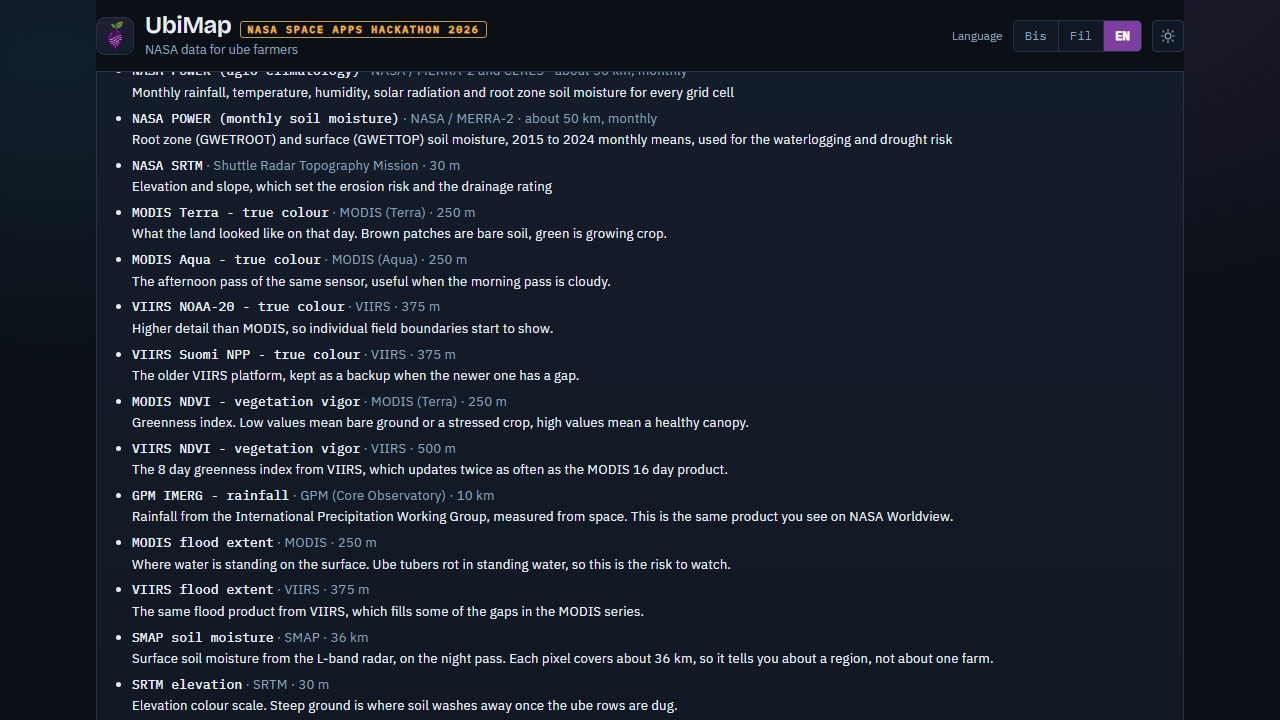 UbiMap
NASA SPACE APPS HACKATHON 2026
NASA data for ube farmers
Language
Bis
Fil
EN
NASA POWER (agro climatology) · NASA / MERRA-2 and CERES · about 50 km, monthly
Monthly rainfall, temperature, humidity, solar radiation and root zone soil moisture for every grid cell
NASA POWER (monthly soil moisture) · NASA / MERRA-2 · about 50 km, monthly
Root zone (GWETROOT) and surface (GWETTOP) soil moisture, 2015 to 2024 monthly means, used for the waterlogging and drought risk
NASA SRTM · Shuttle Radar Topography Mission · 30 m
Elevation and slope, which set the erosion risk and the drainage rating
MODIS Terra - true colour · MODIS (Terra) · 250 m
What the land looked like on that day. Brown patches are bare soil, green is growing crop.
MODIS Aqua - true colour · MODIS (Aqua) · 250 m
The afternoon pass of the same sensor, useful when the morning pass is cloudy.
VIIRS NOAA-20 - true colour · VIIRS · 375 m
Higher detail than MODIS, so individual field boundaries start to show.
VIIRS Suomi NPP - true colour · VIIRS · 375 m
The older VIIRS platform, kept as a backup when the newer one has a gap.
MODIS NDVI - vegetation vigor · MODIS (Terra) · 250 m
Greenness index. Low values mean bare ground or a stressed crop, high values mean a healthy canopy.
VIIRS NDVI - vegetation vigor · VIIRS · 500 m
The 8 day greenness index from VIIRS, which updates twice as often as the MODIS 16 day product.
GPM IMERG - rainfall · GPM (Core Observatory) · 10 km
Rainfall from the International Precipitation Working Group, measured from space. This is the same product you see on NASA Worldview.
MODIS flood extent · MODIS · 250 m
Where water is standing on the surface. Ube tubers rot in standing water, so this is the risk to watch.
VIIRS flood extent · VIIRS · 375 m
The same flood product from VIIRS, which fills some of the gaps in the MODIS series.
SMAP soil moisture · SMAP · 36 km
Surface soil moisture from the L-band radar, on the night pass. Each pixel covers about 36 km, so it tells you about a region, not about one farm.
SRTM elevation · SRTM · 30 m
Elevation colour scale. Steep ground is where soil washes away once the ube rows are dug.